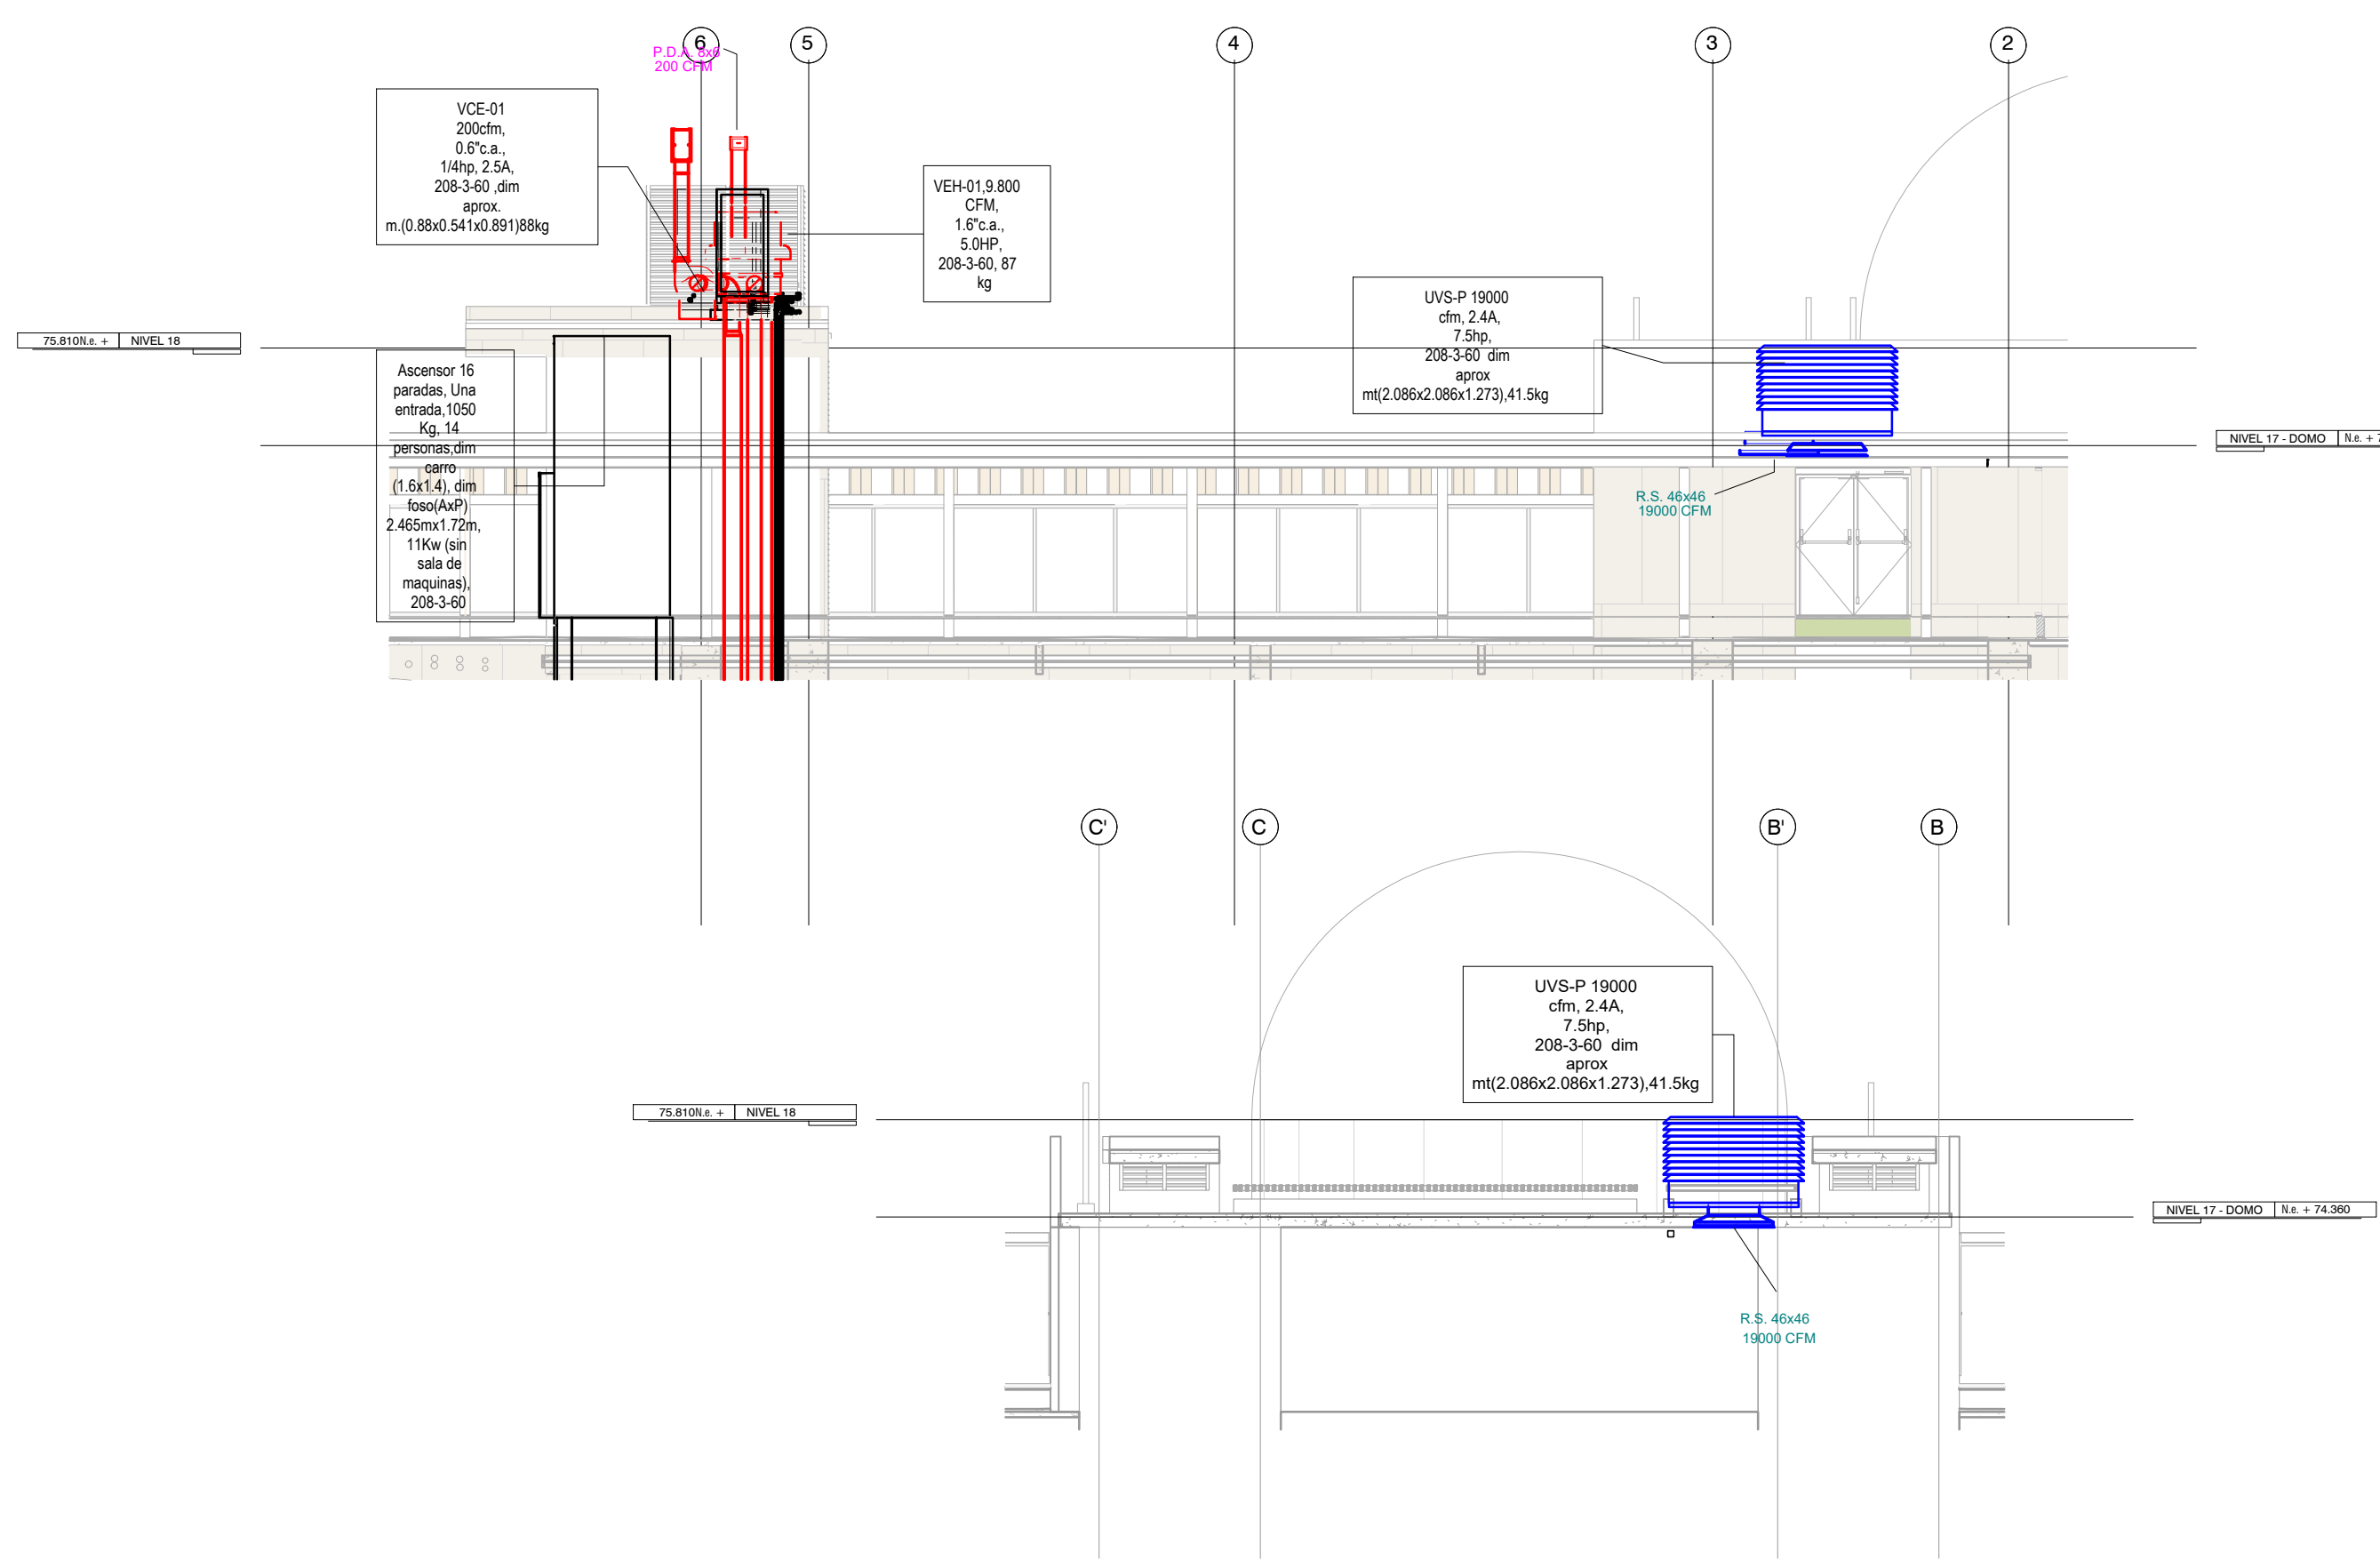 6
5
4
3
2
P.D.A. 8x6
200 CFM
VCE-01
200cfm,
0.6"c.a.,
1/4hp, 2.5A,
208-3-60 ,dim
aprox.
m.(0.88x0.541x0.891)88kg
VEH-01,9.800
CFM,
1.6"c.a.,
5.0HP,
208-3-60, 87
kg
UVS-P 19000
cfm, 2.4A,
7.5hp,
208-3-60 dim
aprox
mt(2.086x2.086x1.273),41.5kg
75.810N.e. + NIVEL 18
Ascensor 16
paradas, Una
entrada,1050
Kg, 14
personas,dim
carro
(1.6x1.4), dim
foso(AxP)
2.465mx1.72m,
11Kw (sin
sala de
maquinas),
208-3-60
NIVEL 17 - DOMO N.e. + 7
R.S. 46x46
19000 CFM
C'
C
B'
B
UVS-P 19000
cfm, 2.4A,
7.5hp,
208-3-60 dim
aprox
mt(2.086x2.086x1.273),41.5kg
75.810N.e. + NIVEL 18
NIVEL 17 - DOMO N.e. + 74.360
R.S. 46x46
19000 CFM